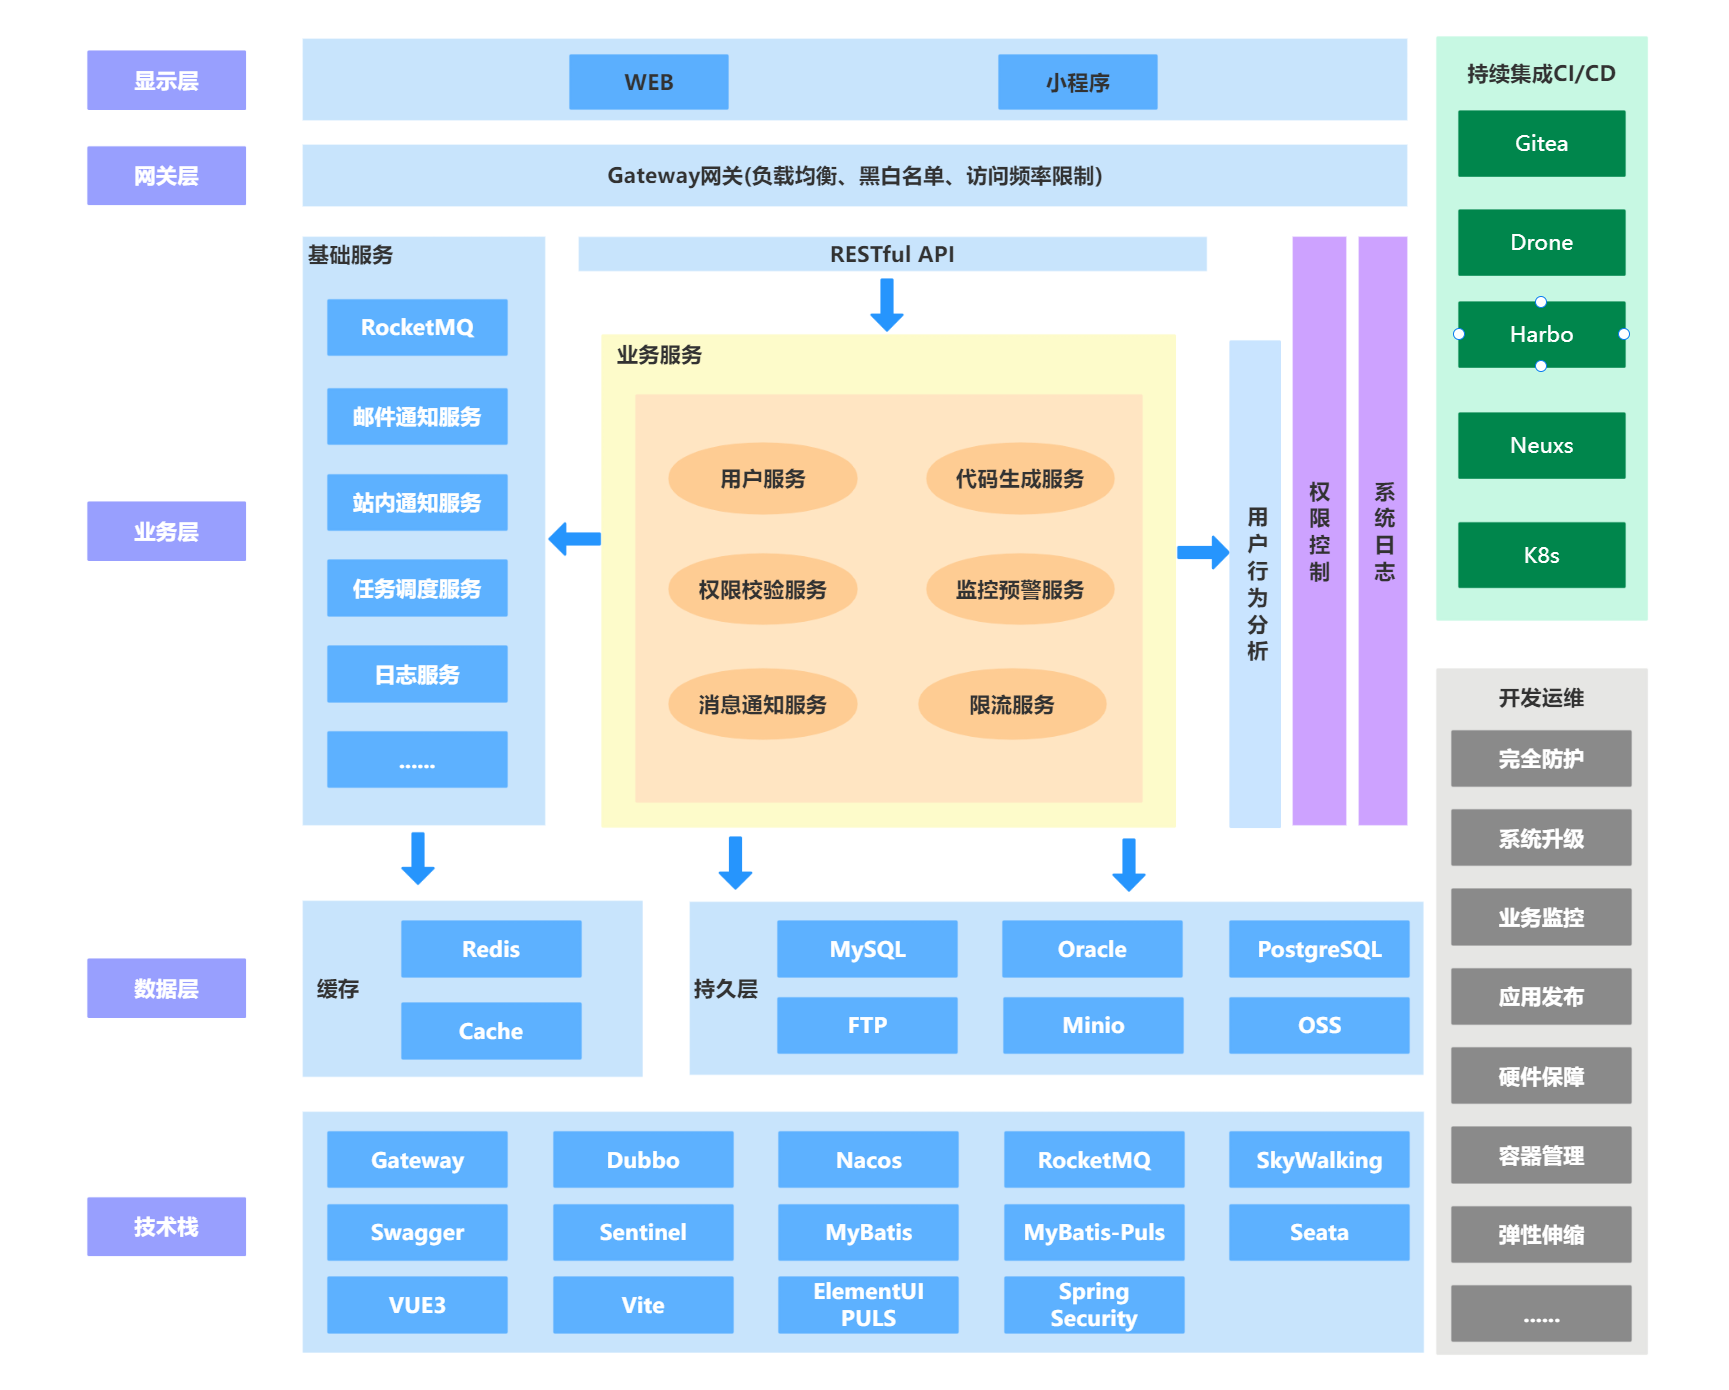 显示层
WEB
小程序
网关层
Gateway网关(负载均衡、黑白名单、访问频率限制)
业务层
基础服务
RocketMQ
邮件通知服务
站内通知服务
任务调度服务
日志服务
......
RESTful API
业务服务
用户服务
代码生成服务
权限校验服务
监控预警服务
消息通知服务
限流服务
用户行为分析
权限控制
系统日志
数据层
缓存
Redis
Cache
持久层
MySQL
Oracle
PostgreSQL
FTP
Minio
OSS
技术栈
Gateway
Dubbo
Nacos
RocketMQ
SkyWalking
Swagger
Sentinel
MyBatis
MyBatis-Puls
Seata
VUE3
Vite
ElementUI
PULS
Spring
Security
持续集成CI/CD
Gitea
Drone
Harbo
Neuxs
K8s
开发运维
完全防护
系统升级
业务监控
应用发布
硬件保障
容器管理
弹性伸缩
......